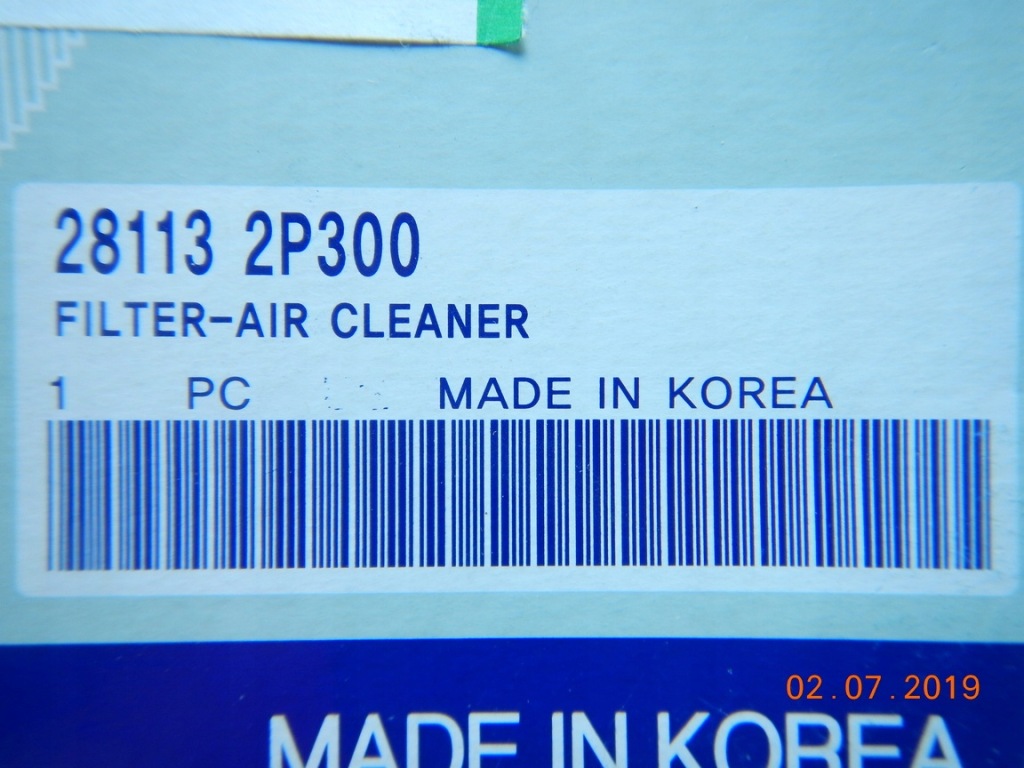 28113 2P300
FILTER-AIR CLEANER
1 PC MADE IN KOREA
02.07.2019
MADE IN KOREA